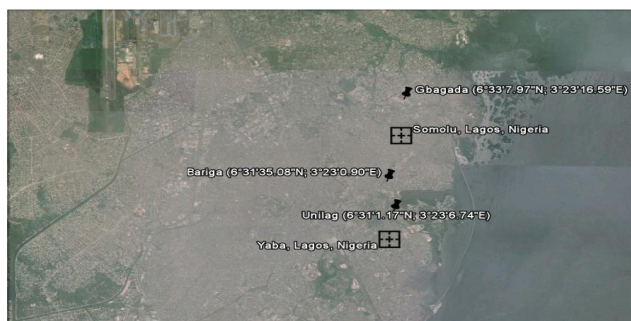 Gbagada (6°33'7.97"N; 3°23'16.59"E)
Somolu, Lagos, Nigeria
Bariga (6°31'35.08"N; 3°23'0.90"E)
Unilag (6°31'1.17"N; 3°23'6.74"E)
Yaba, Lagos, Nigeria